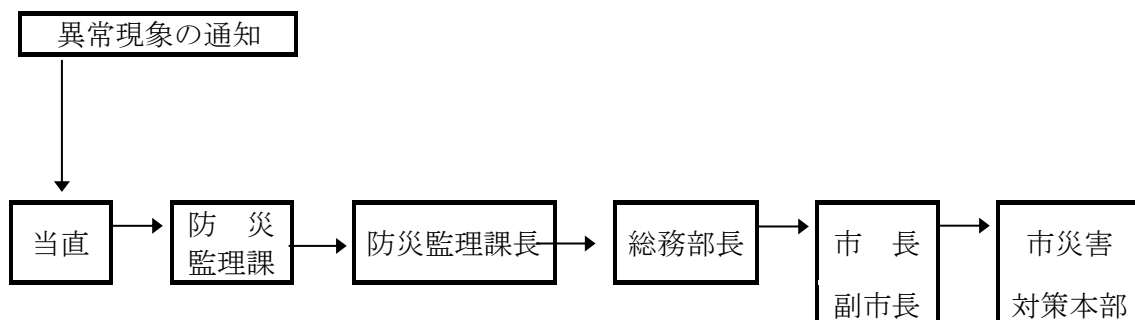 異常現象の通知
当直
防　災
監理課
防災監理課長
総務部長
市　長
副市長
市災害
対策本部